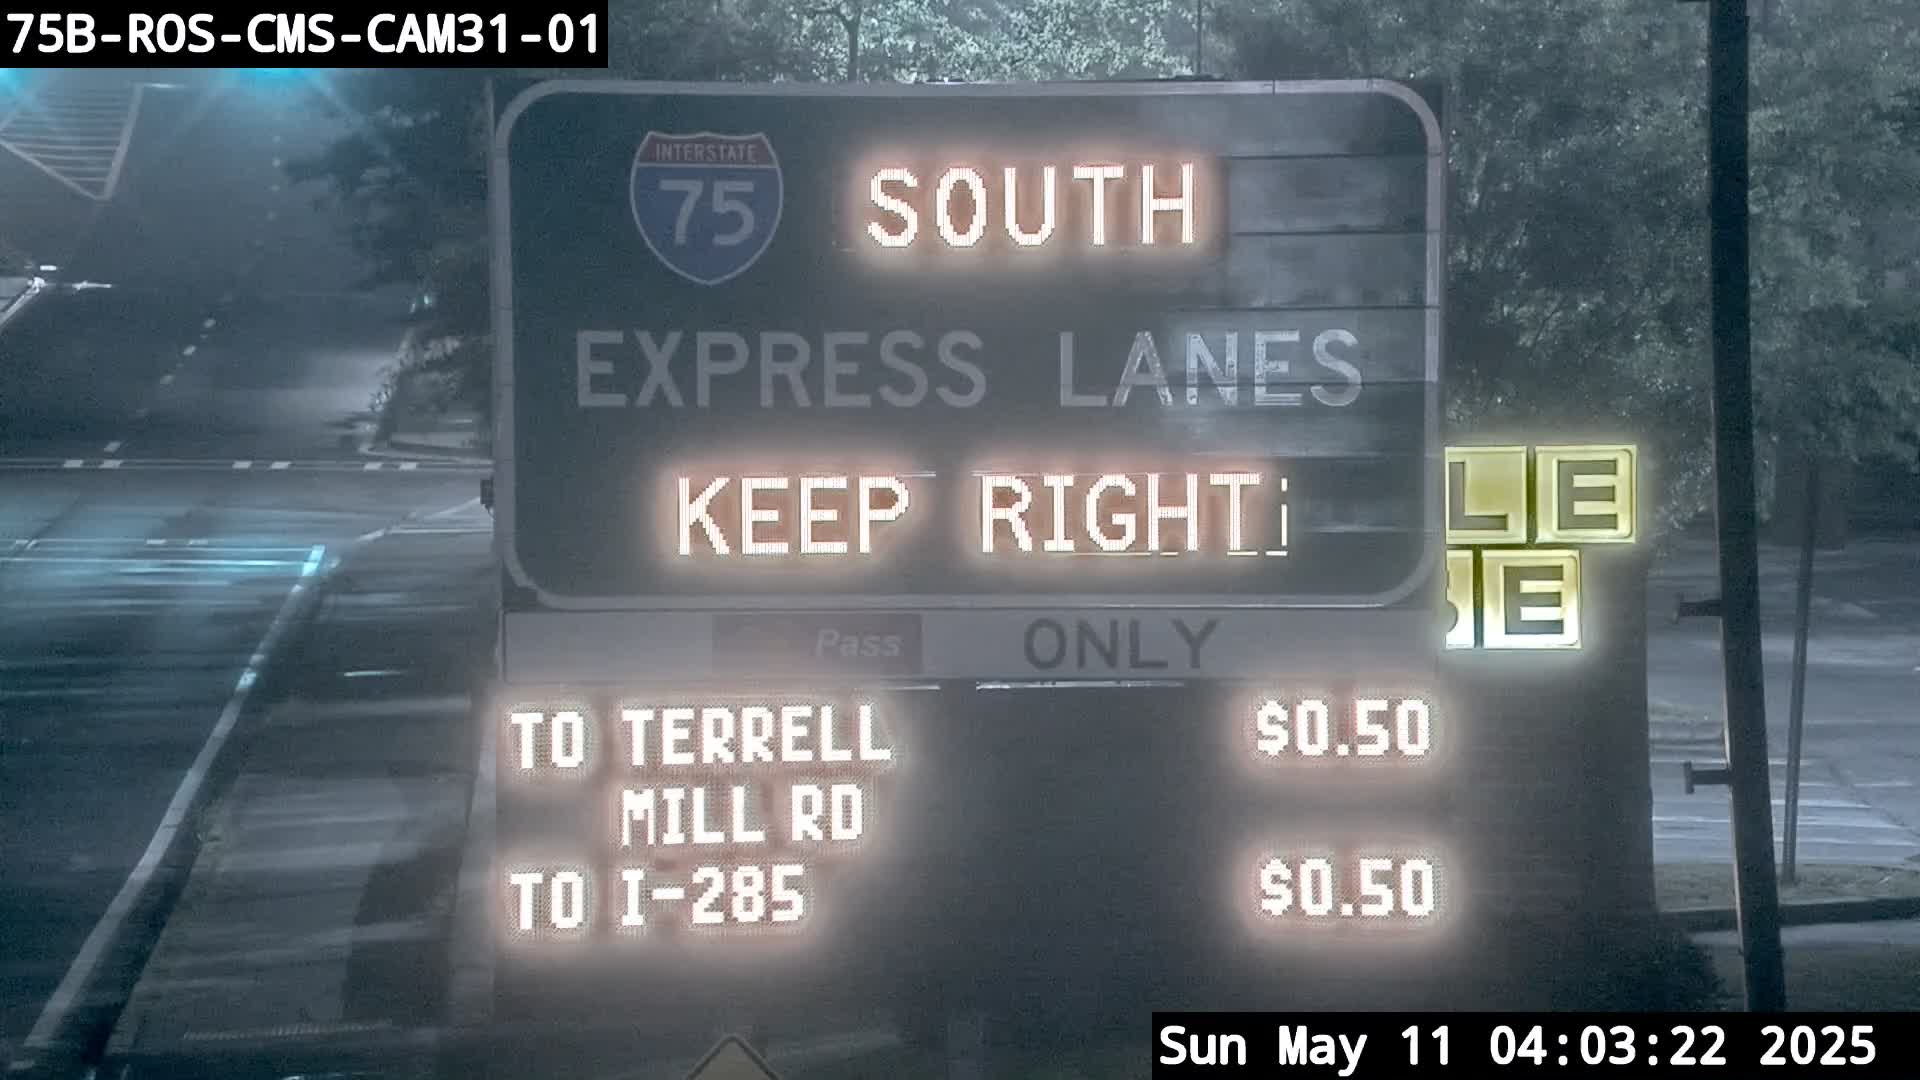 75B-ROS-CMS-CAM31-01
INTERSTATE
75
SOUTH
EXPRESS LANES
KEEP RIGHT
LE
E
Pass ONLY
TO TERRELL $0.50
MILL RD
TO I-285 $0.50
Sun May 11 04:03:22 2025